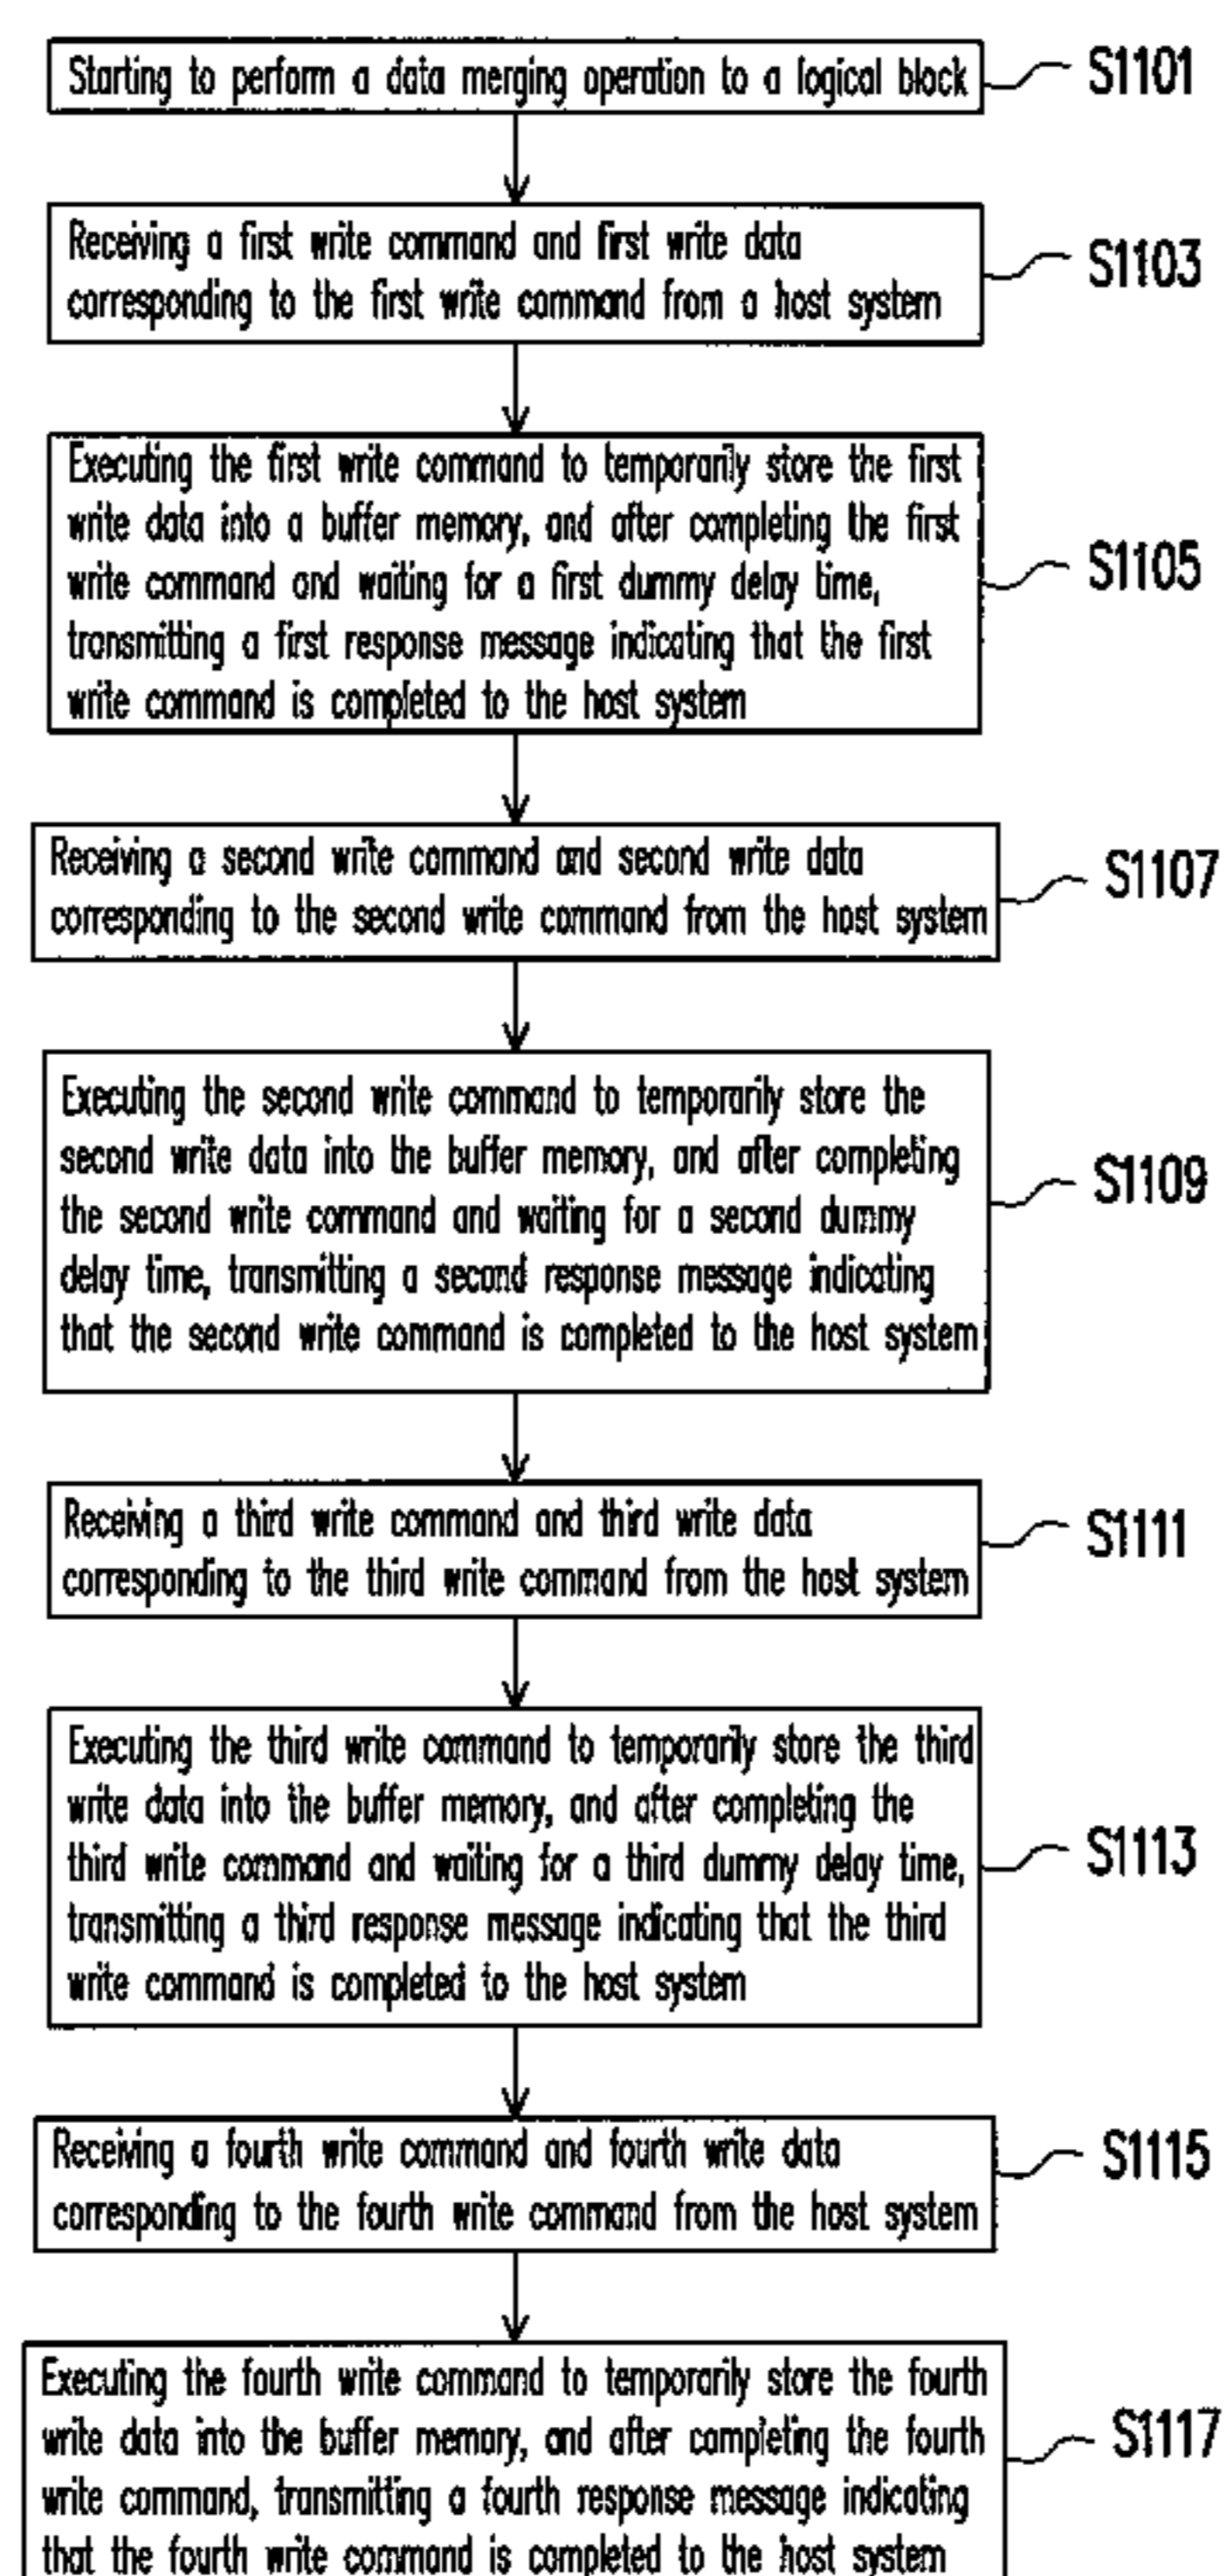 Starting to perform a data merging operation to a logical block
S1101
Receiving a first write command and first write data
corresponding to the first write command from a host system
S1103
Executing the first write command to temporarily store the first
write data into a buffer memory, and after completing the first
write command and waiting for a first dummy delay time,
transmitting a first response message indicating that the first
write command is completed to the host system
S1105
Receiving a second write command and second write data
corresponding to the second write command from the host system
S1107
Executing the second write command to temporarily store the
second write data into the buffer memory, and after completing
the second write command and waiting for a second dummy
delay time, transmitting a second response message indicating
that the second write command is completed to the host system
S1109
Receiving a third write command and third write data
corresponding to the third write command from the host system
S1111
Executing the third write command to temporarily store the third
write data into the buffer memory, and after completing the
third write command and waiting for a third dummy delay time,
transmitting a third response message indicating that the third
write command is completed to the host system
S1113
Receiving a fourth write command and fourth write data
corresponding to the fourth write command from the host system
S1115
Executing the fourth write command to temporarily store the fourth
write data into the buffer memory, and after completing the fourth
write command, transmitting a fourth response message indicating
that the fourth write command is completed to the host system
S1117